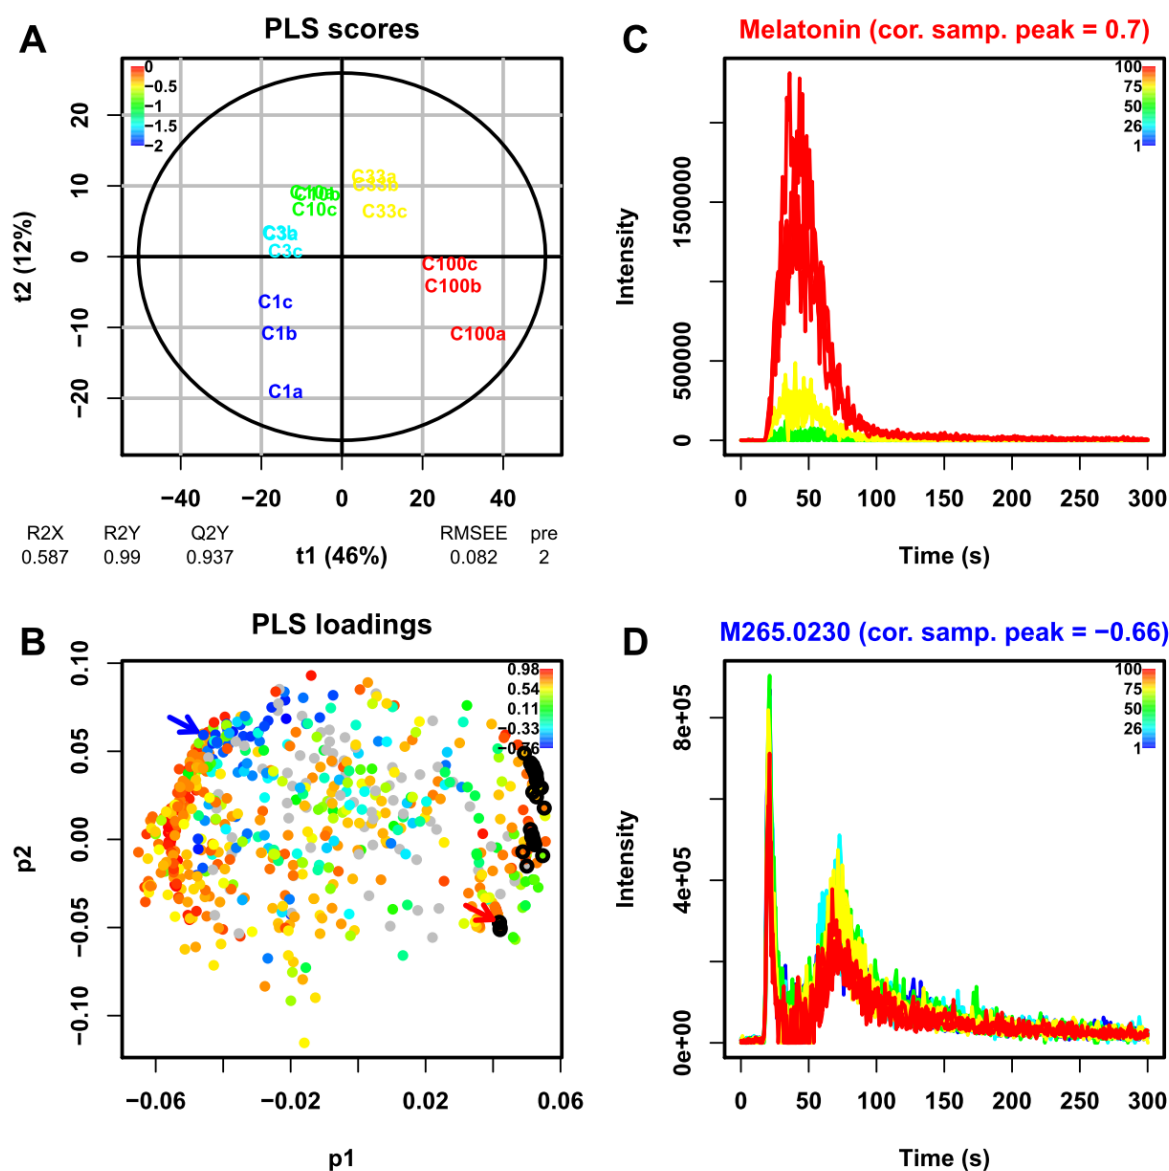 A
PLS scores
0
−0.5
−1
−1.5
−2
20
10
0
−10
−20
t2 (12%)
C33a
C33b
C33c
C10a
C10b
C10c
C3a
C3c
C1c
C1b
C1a
C100c
C100b
C100a
−40
−20
0
20
40
R2X
R2Y
Q2Y
RMSEE
pre
0.587
0.99
0.937
t1 (46%)
0.082
2
C
Melatonin (cor. samp. peak = 0.7)
100
75
50
26
1
1500000
500000
0
Intensity
0
50
100
150
200
250
300
Time (s)
B
PLS loadings
0.98
0.54
0.11
−0.33
−0.76
0.10
0.05
0.00
−0.05
−0.10
p2
−0.06
−0.02
0.02
0.06
p1
D
M265.0230 (cor. samp. peak = −0.66)
100
75
50
26
1
8e+05
4e+05
0e+00
Intensity
0
50
100
150
200
250
300
Time (s)